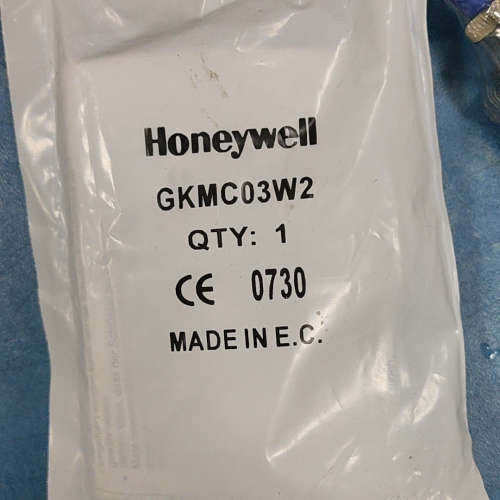 Honeywell
GKMC03W2
QTY: 1
CE 0730
MADE IN E.C.